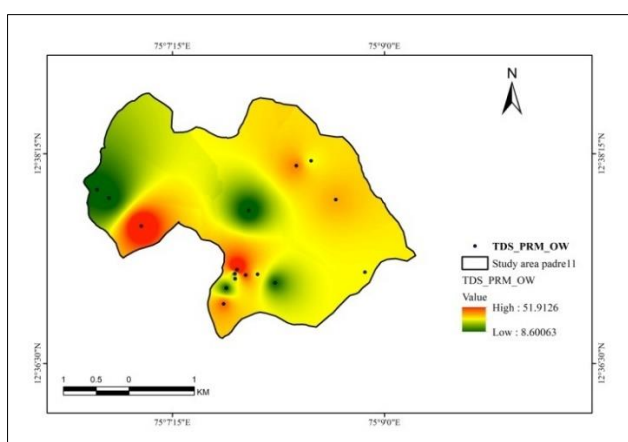 75°7'15"E 75°9'0"E
N
12°38'15"N 12°38'15"N
TDS_PRM_OW
Study area padre11
TDS_PRM_OW
Value
High : 51.9126
Low : 8.60063
12°36'30"N 12°36'30"N
1 0.5 0 1
KM
75°7'15"E 75°9'0"E